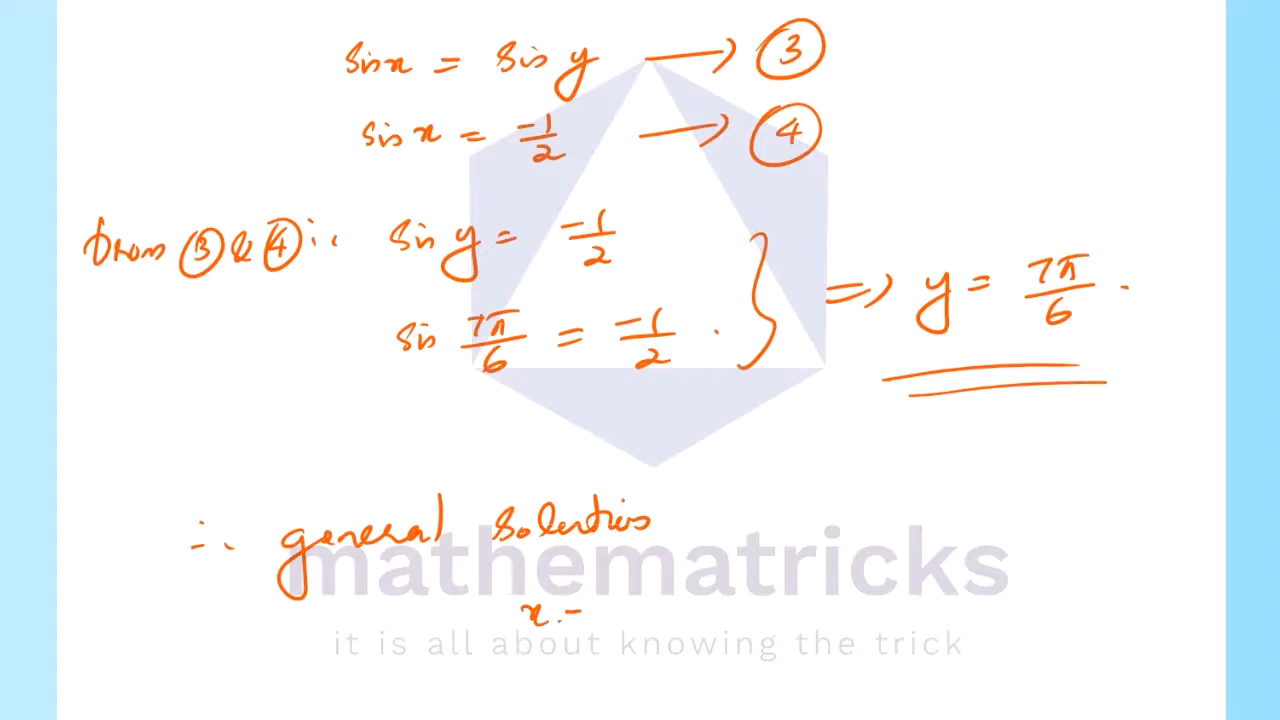 sin x = sin y → ③
sin x = -1/2 → ④
from ③ & ④ : sin y = -1/2
sin 7π/6 = -1/2 . } ⇒ y = 7π/6 .
∴ general solution
mathematricks
x =
it is all about knowing the trick